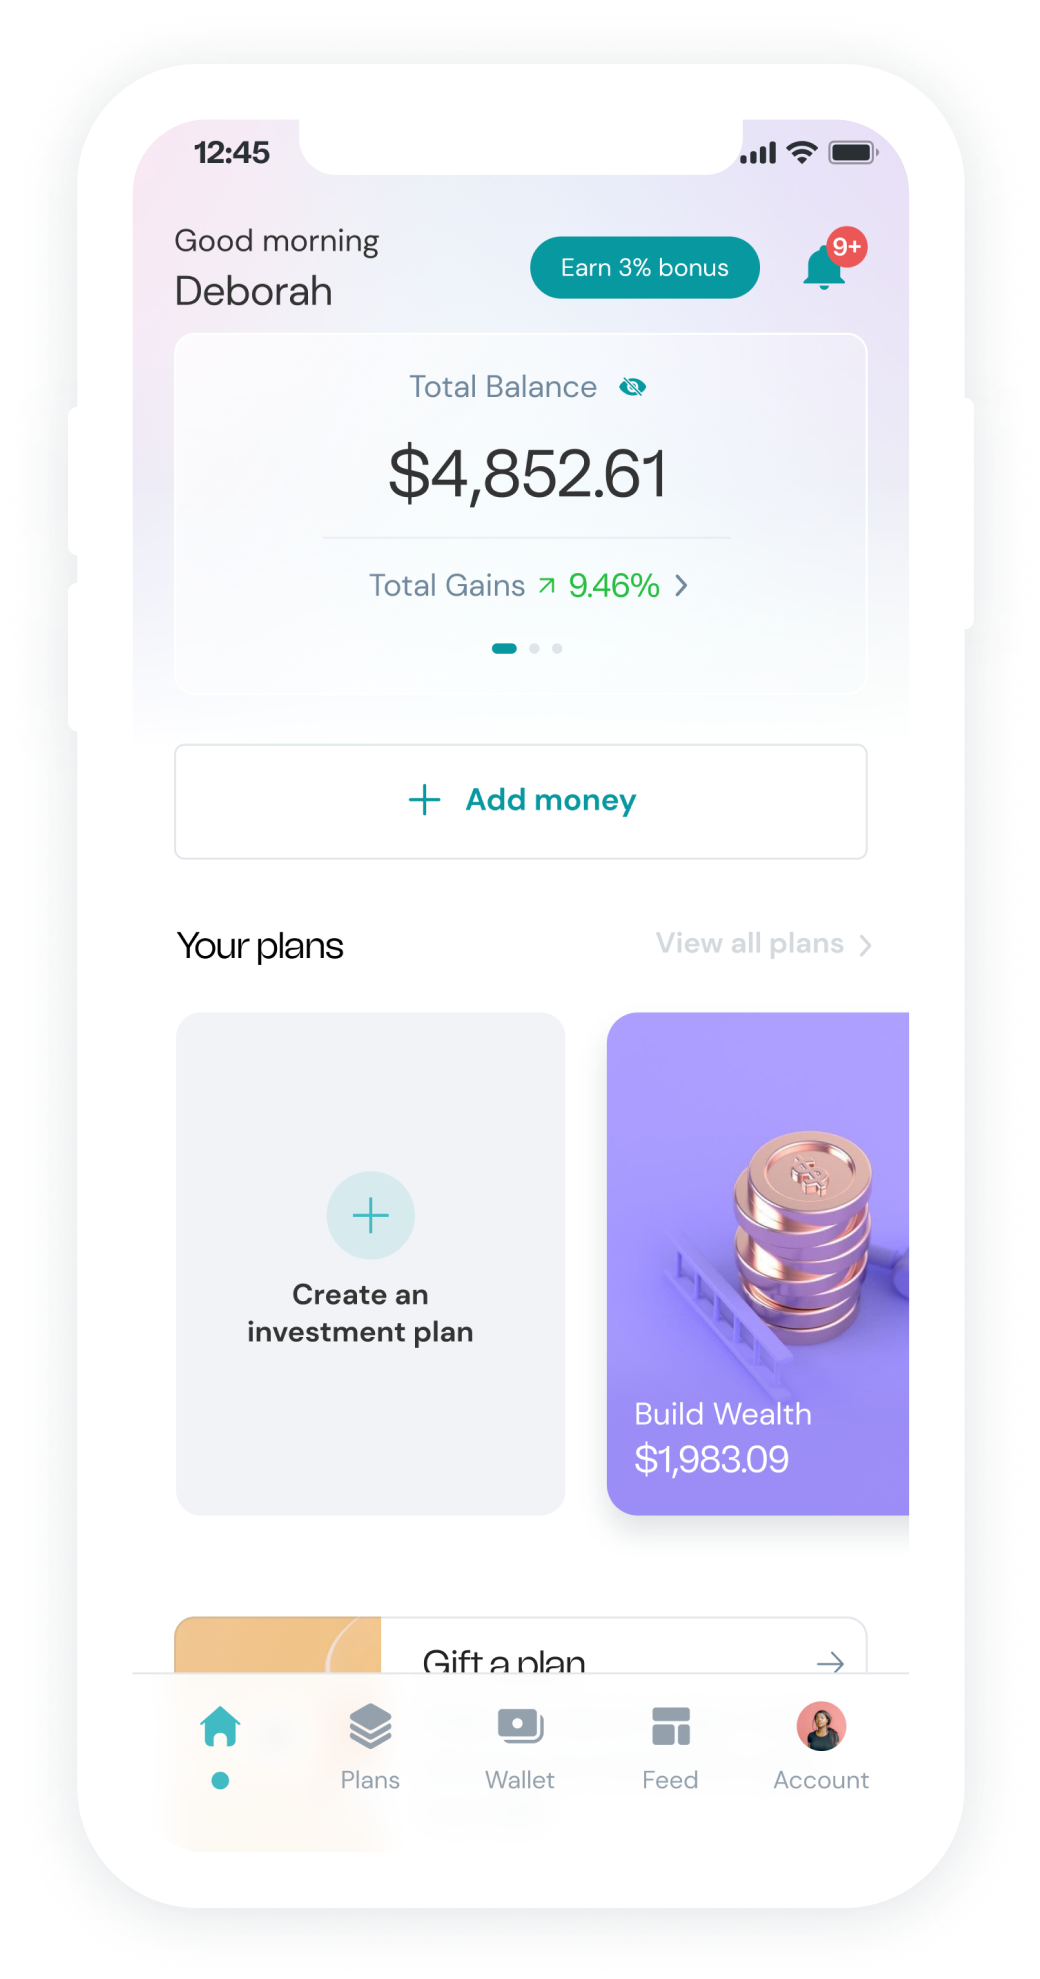 12:45
Good morning
Deborah
Earn 3% bonus
9+
Total Balance
$4,852.61
Total Gains 9.46%
Add money
Your plans
View all plans
Create an
investment plan
Build Wealth
$1,983.09
Gift a plan
Plans
Wallet
Feed
Account